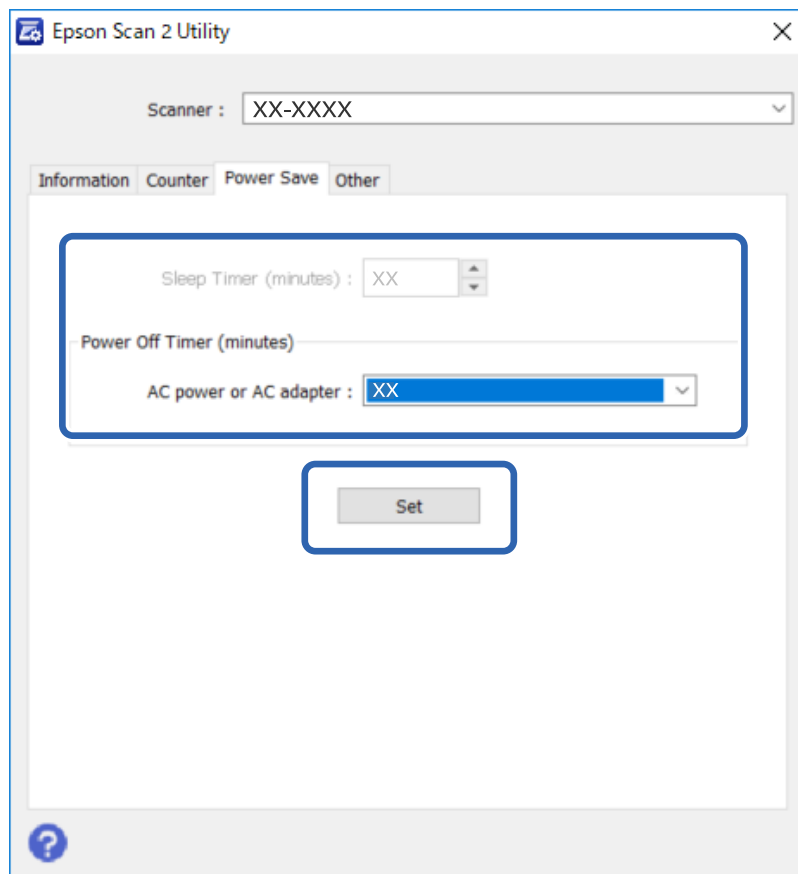 Epson Scan 2 Utility
Scanner : XX-XXXX
Information Counter Power Save Other
Sleep Timer (minutes) : XX
Power Off Timer (minutes)
AC power or AC adapter : XX
Set
?